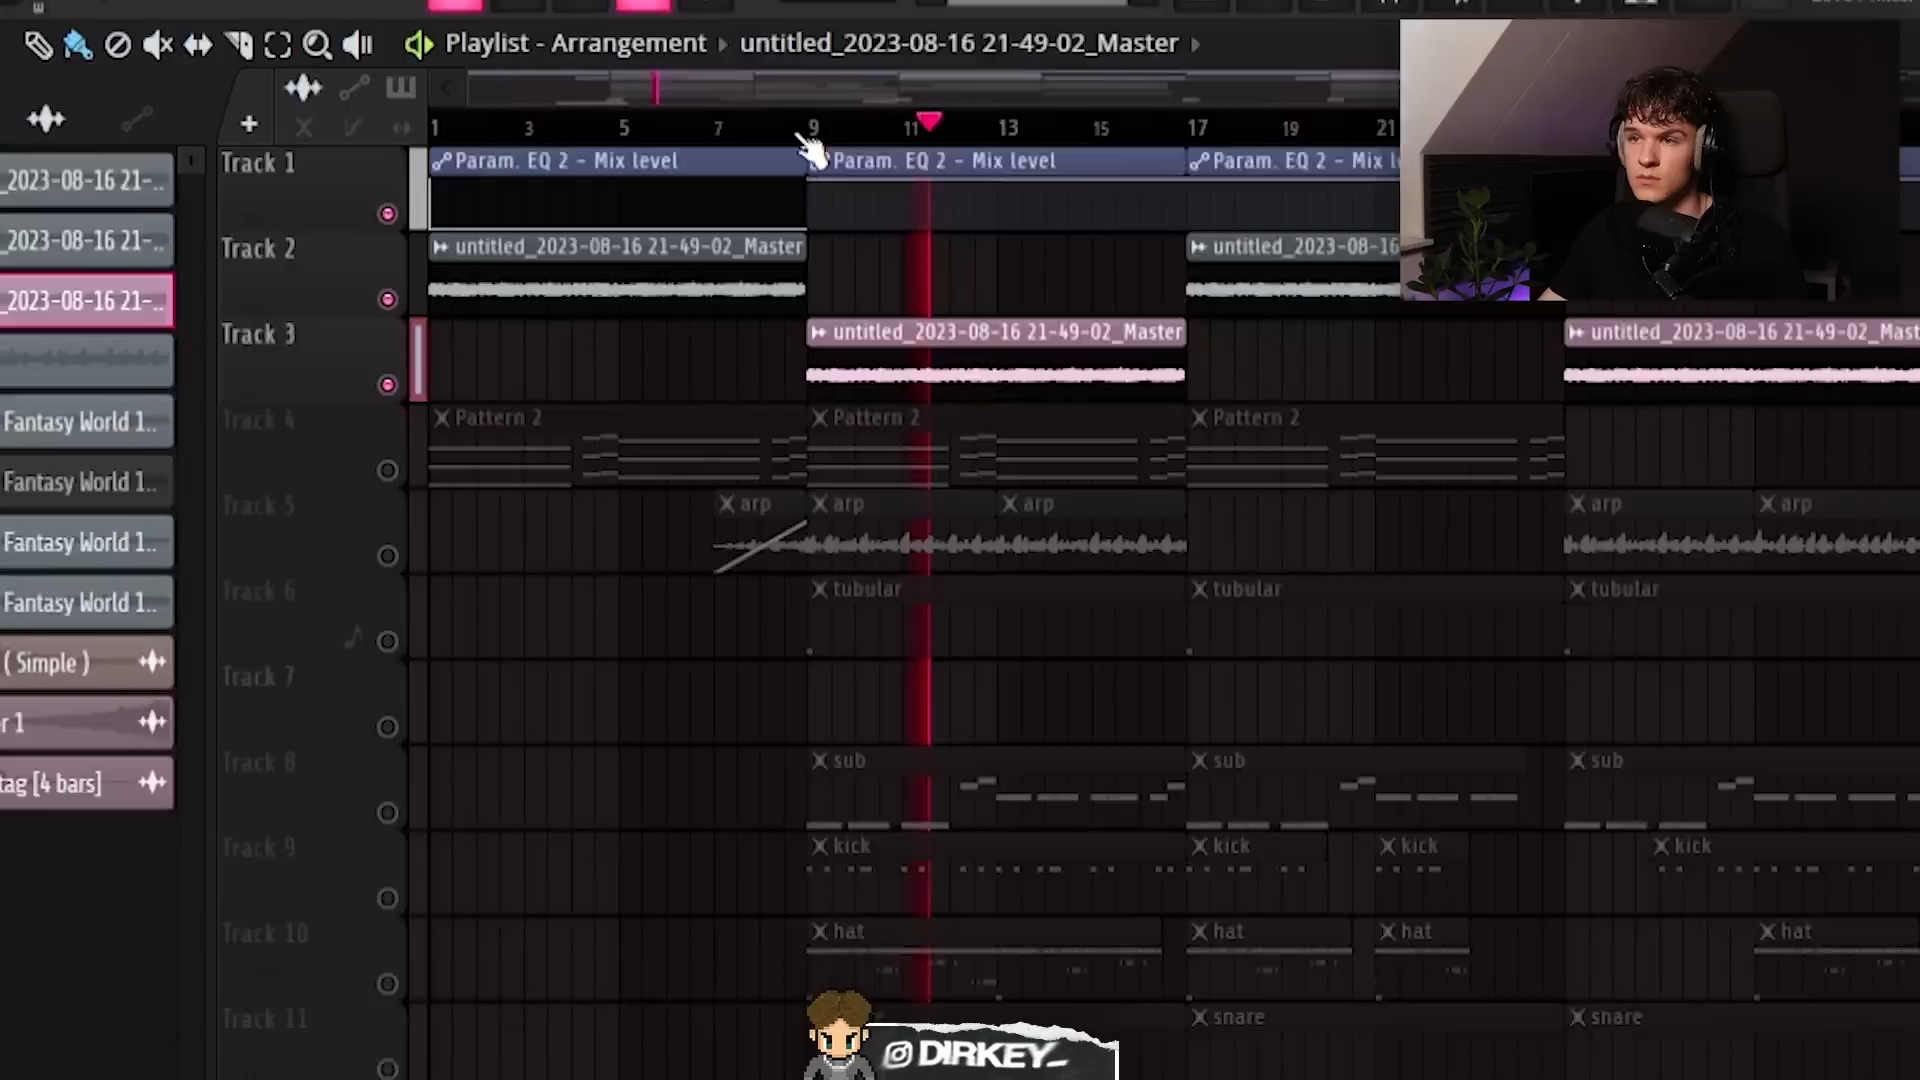 Playlist - Arrangement ▸ untitled_2023-08-16 21-49-02_Master ▸
1 3 5 7 9 11 13 15 17 19 21
_2023-08-16 21-..
_2023-08-16 21-..
_2023-08-16 21-..
Fantasy World 1..
Fantasy World 1..
Fantasy World 1..
Fantasy World 1..
( Simple )
r 1
tag [4 bars]
Track 1
Param. EQ 2 - Mix level
Param. EQ 2 - Mix level
Param. EQ 2 - Mix l
Track 2
untitled_2023-08-16 21-49-02_Master
untitled_2023-08-16
Track 3
untitled_2023-08-16 21-49-02_Master
untitled_2023-08-16 21-49-02_Mast
Track 4
Pattern 2
Pattern 2
Pattern 2
Track 5
arp
arp
arp
arp
arp
Track 6
tubular
tubular
tubular
Track 7
Track 8
sub
sub
sub
Track 9
kick
kick
kick
kick
Track 10
hat
hat
hat
hat
Track 11
snare
snare
DIRKEY_